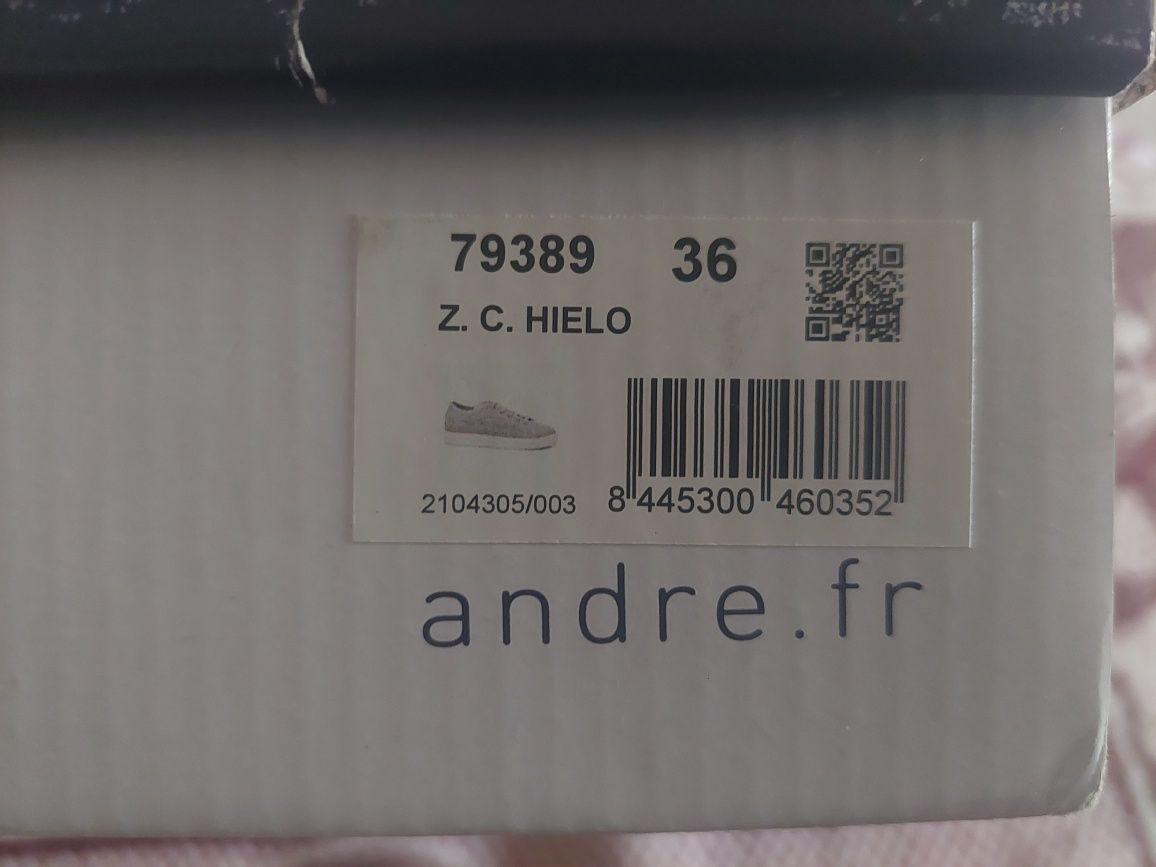 79389 36
Z. C. HIELO
2104305/003 8 445300 460352
andre.fr